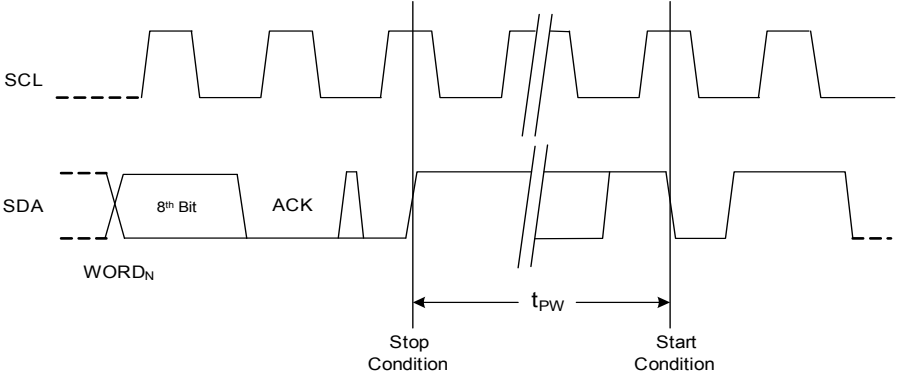 SCL
SDA
8th Bit
ACK
WORDN
tPW
Stop
Condition
Start
Condition